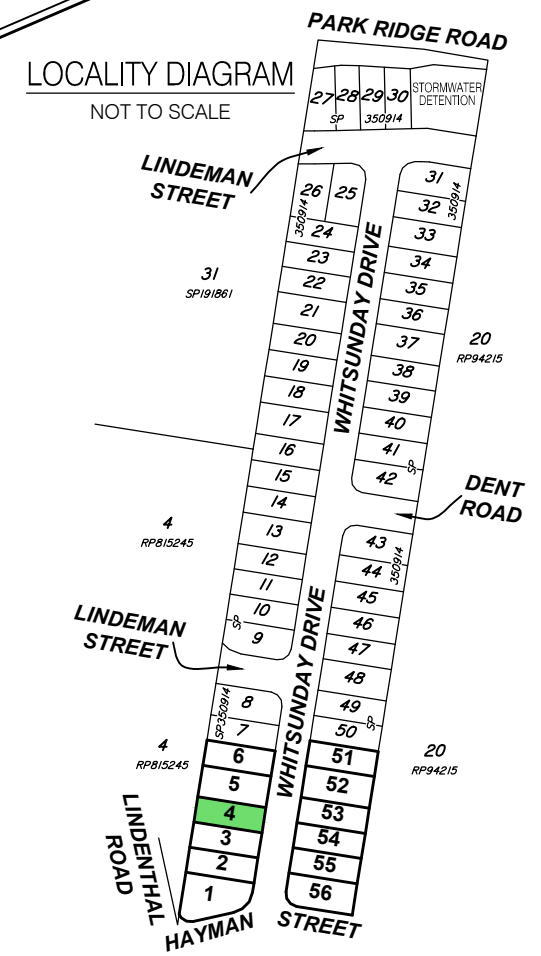 PARK RIDGE ROAD
LOCALITY DIAGRAM
NOT TO SCALE
27 28 29 30
STORMWATER
DETENTION
SP 350914
LINDEMAN
STREET
26 25
350914
24
23
22
21
20
19
18
17
16
15
14
13
12
11
10
SP
9
31
SP191861
4
RP815245
WHITSUNDAY DRIVE
31
32
350914
33
34
35
36
37
38
39
40
41
SP
42
20
RP94215
DENT
ROAD
43
44
350914
45
46
47
48
49
SP
50
LINDEMAN
STREET
WHITSUNDAY DRIVE
8
SP350914
7
4
RP815245
20
RP94215
6
5
4
3
2
1
51
52
53
54
55
56
LINDENTHAL
ROAD
HAYMAN STREET